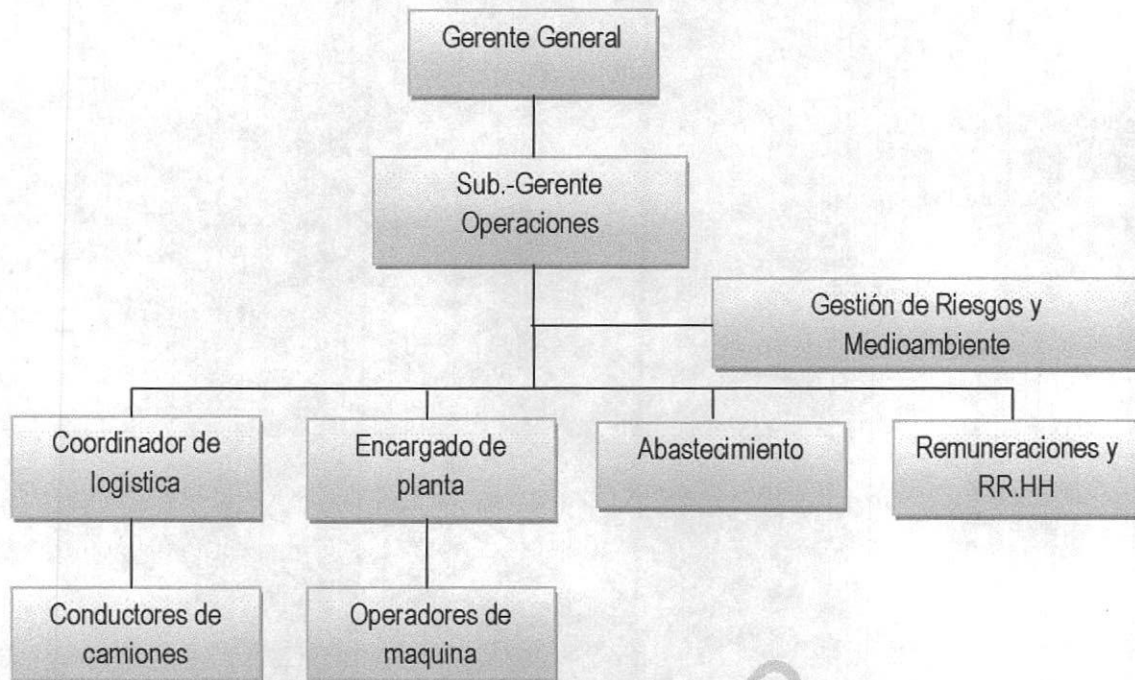 Gerente General
Sub.-Gerente
Operaciones
Gestión de Riesgos y
Medioambiente
Coordinador de
logística
Encargado de
planta
Abastecimiento
Remuneraciones y
RR.HH
Conductores de
camiones
Operadores de
maquina